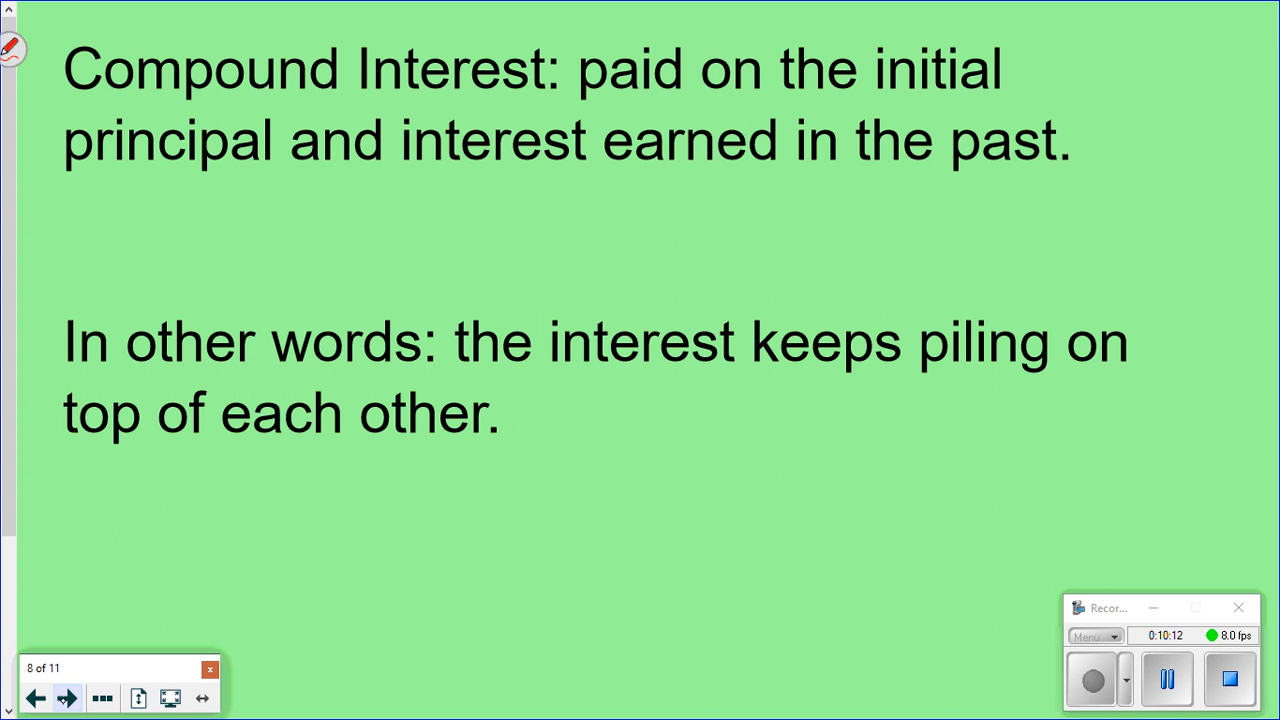 Compound Interest: paid on the initial
principal and interest earned in the past.
In other words: the interest keeps piling on
top of each other.
Recor...
Menu
0:10:12
8.0 fps
8 of 11